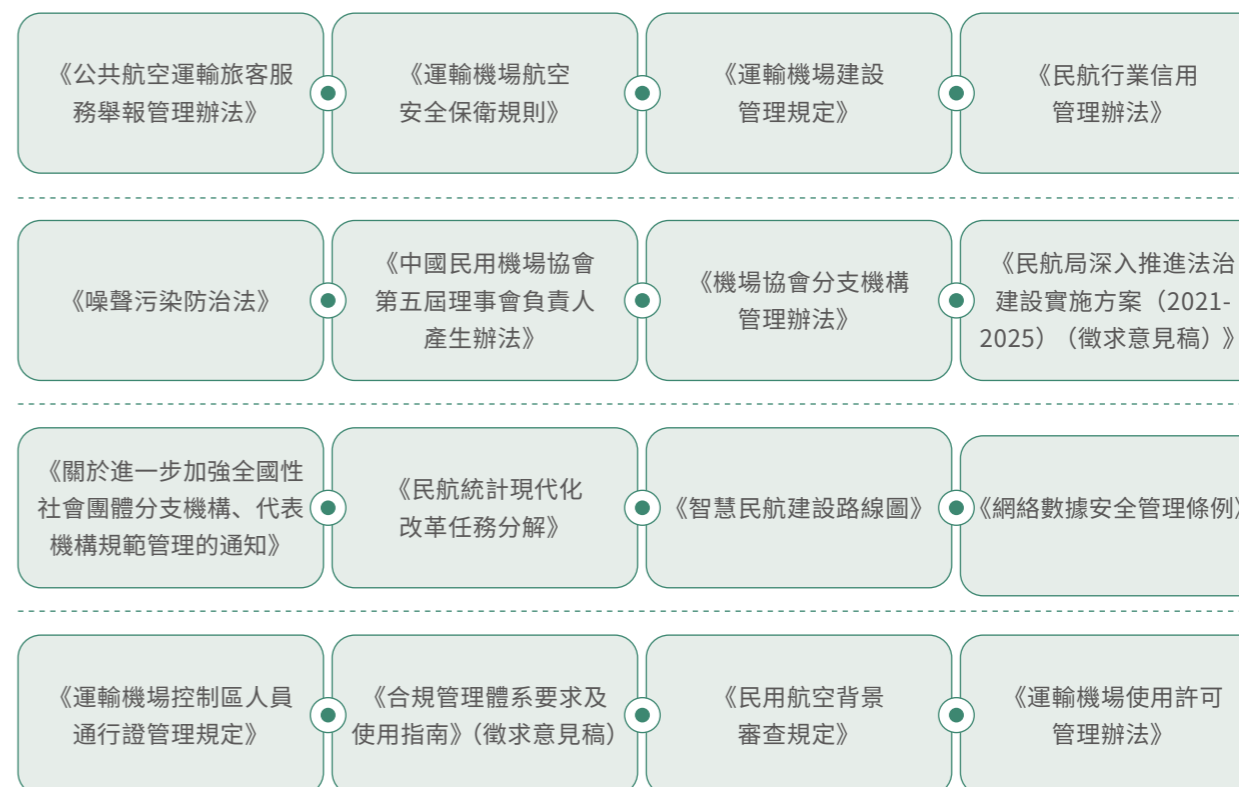 《公共航空運輸旅客服
務舉報管理辦法》
《運輸機場航空
安全保衛規則》
《運輸機場建設
管理規定》
《民航行業信用
管理辦法》
《噪聲污染防治法》
《中國民用機場協會
第五屆理事會負責人
產生辦法》
《機場協會分支機構
管理辦法》
《民航局深入推進法治
建設實施方案（2021-
2025）（徵求意見稿）》
《關於進一步加強全國性
社會團體分支機構、代表
機構規範管理的通知》
《民航統計現代化
改革任務分解》
《智慧民航建設路線圖》
《網絡數據安全管理條例》
《運輸機場控制區人員
通行證管理規定》
《合規管理體系要求及
使用指南》（徵求意見稿）
《民用航空背景
審查規定》
《運輸機場使用許可
管理辦法》